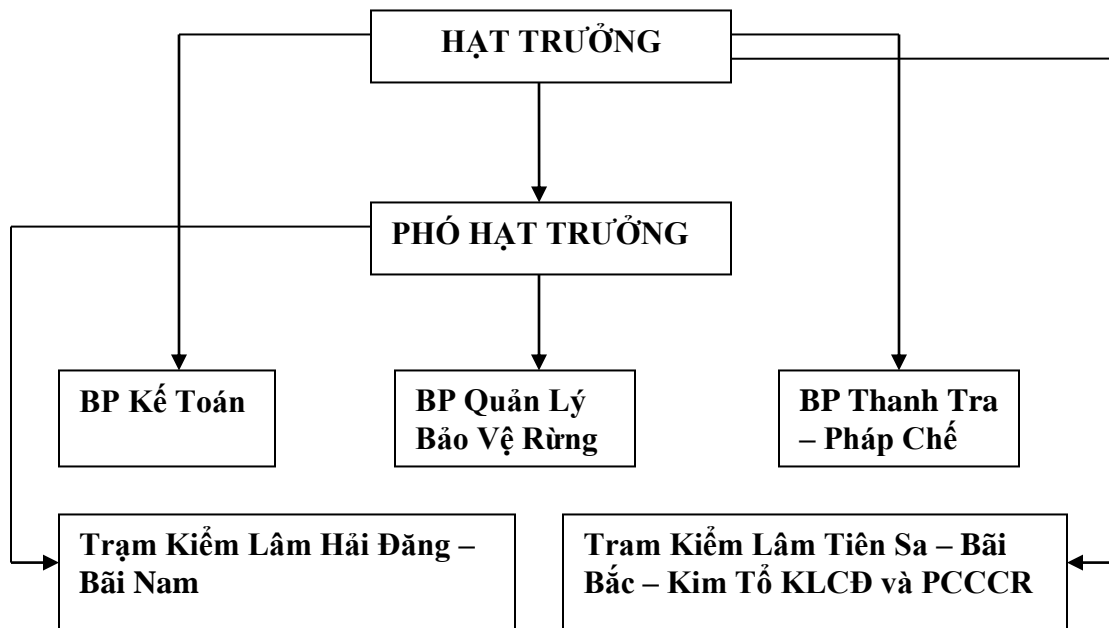 HẠT TRƯỞNG
PHÓ HẠT TRƯỞNG
BP Kế Toán
BP Quản Lý
Bảo Vệ Rừng
BP Thanh Tra
– Pháp Chế
Trạm Kiểm Lâm Hải Đăng –
Bãi Nam
Tram Kiểm Lâm Tiên Sa – Bãi
Bắc – Kim Tổ KLCĐ và PCCCR